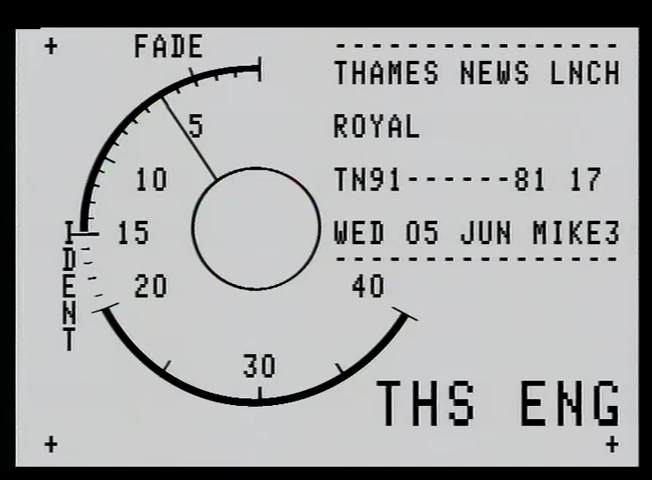 FADE
THAMES NEWS LNCH
ROYAL
TN91------81 17
WED 05 JUN MIKE3
5
10
15
20
30
40
IDENT
THS ENG